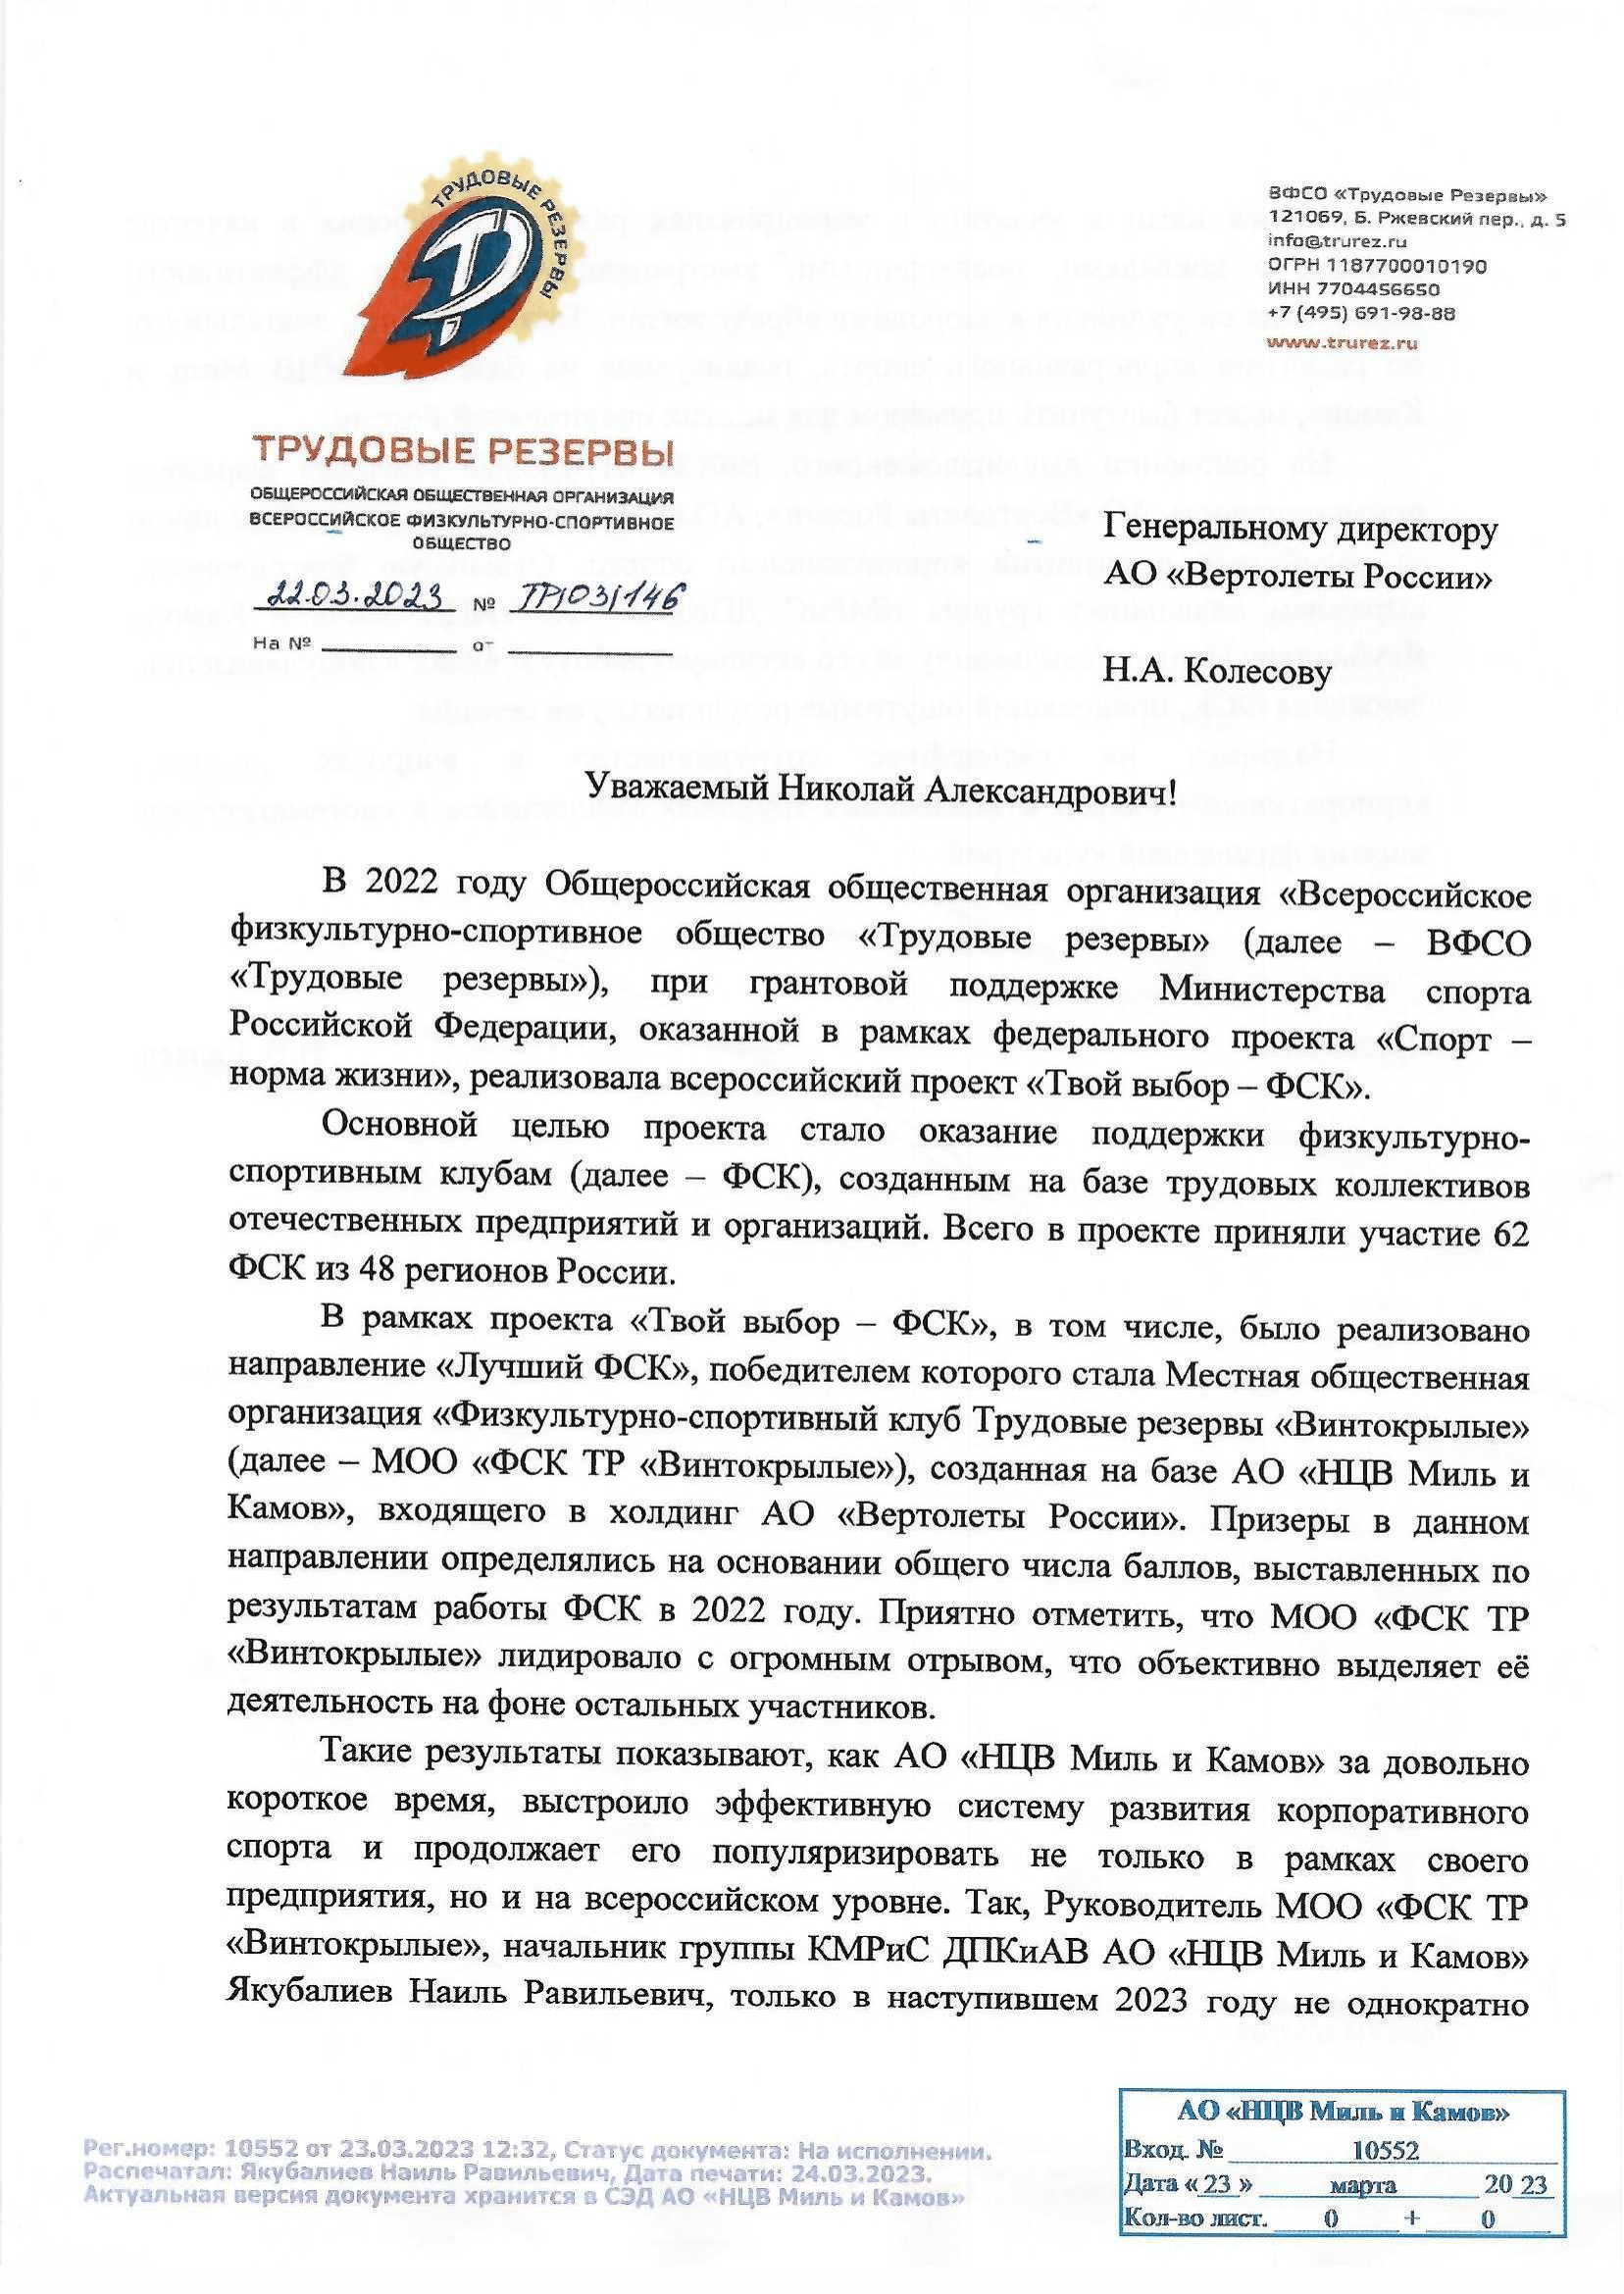 ТРУДОВЫЕ РЕЗЕРВЫ
ВФСО «Трудовые Резервы»
121069, Б. Ржевский пер., д. 5
info@trurez.ru
ОГРН 1187700010190
ИНН 7704456650
+7 (495) 691-98-88
www.trurez.ru
ТРУДОВЫЕ РЕЗЕРВЫ
ОБЩЕРОССИЙСКАЯ ОБЩЕСТВЕННАЯ ОРГАНИЗАЦИЯ
ВСЕРОССИЙСКОЕ ФИЗКУЛЬТУРНО-СПОРТИВНОЕ
ОБЩЕСТВО
22.03.2023 № ТР/03/146
На № от
Генеральному директору
АО «Вертолеты России»
Н.А. Колесову
Уважаемый Николай Александрович!
В 2022 году Общероссийская общественная организация «Всероссийское
физкультурно-спортивное общество «Трудовые резервы» (далее – ВФСО
«Трудовые резервы»), при грантовой поддержке Министерства спорта
Российской Федерации, оказанной в рамках федерального проекта «Спорт –
норма жизни», реализовала всероссийский проект «Твой выбор – ФСК».
Основной целью проекта стало оказание поддержки физкультурно-
спортивным клубам (далее – ФСК), созданным на базе трудовых коллективов
отечественных предприятий и организаций. Всего в проекте приняли участие 62
ФСК из 48 регионов России.
В рамках проекта «Твой выбор – ФСК», в том числе, было реализовано
направление «Лучший ФСК», победителем которого стала Местная общественная
организация «Физкультурно-спортивный клуб Трудовые резервы «Винтокрылые»
(далее – МОО «ФСК ТР «Винтокрылые»), созданная на базе АО «НЦВ Миль и
Камов», входящего в холдинг АО «Вертолеты России». Призеры в данном
направлении определялись на основании общего числа баллов, выставленных по
результатам работы ФСК в 2022 году. Приятно отметить, что МОО «ФСК ТР
«Винтокрылые» лидировало с огромным отрывом, что объективно выделяет её
деятельность на фоне остальных участников.
Такие результаты показывают, как АО «НЦВ Миль и Камов» за довольно
короткое время, выстроило эффективную систему развития корпоративного
спорта и продолжает его популяризировать не только в рамках своего
предприятия, но и на всероссийском уровне. Так, Руководитель МОО «ФСК ТР
«Винтокрылые», начальник группы КМРиС ДПКиАВ АО «НЦВ Миль и Камов»
Якубалиев Наиль Равильевич, только в наступившем 2023 году не однократно
Рег.номер: 10552 от 23.03.2023 12:32, Статус документа: На исполнении.
Распечатал: Якубалиев Наиль Равильевич, Дата печати: 24.03.2023.
Актуальная версия документа хранится в СЭД АО «НЦВ Миль и Камов»
АО «НЦВ Миль и Камов»
Вход. № 10552
Дата « 23 » марта 20 23
Кол-во лист. 0 + 0